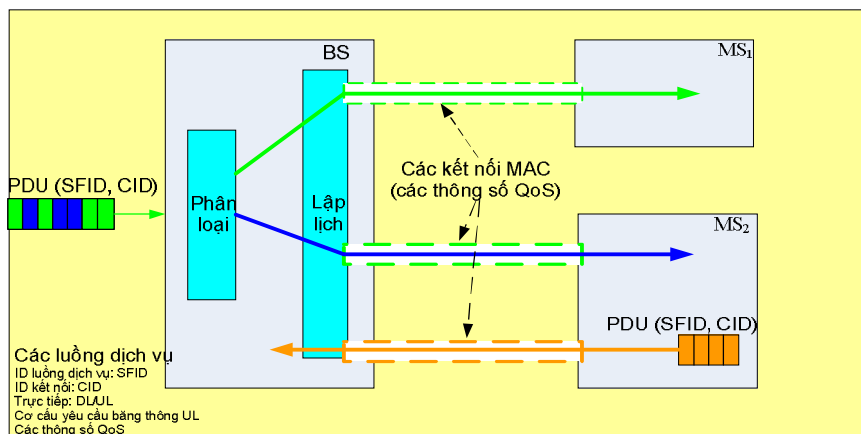 BS
MS₁
PDU (SFID, CID)
Phân
loại
Lập
lịch
Các kết nối MAC
(các thông số QoS)
MS₂
PDU (SFID, CID)
Các luồng dịch vụ
ID luồng dịch vụ: SFID
ID kết nối: CID
Trực tiếp: DL/UL
Cơ cấu yêu cầu băng thông UL
Các thông số QoS